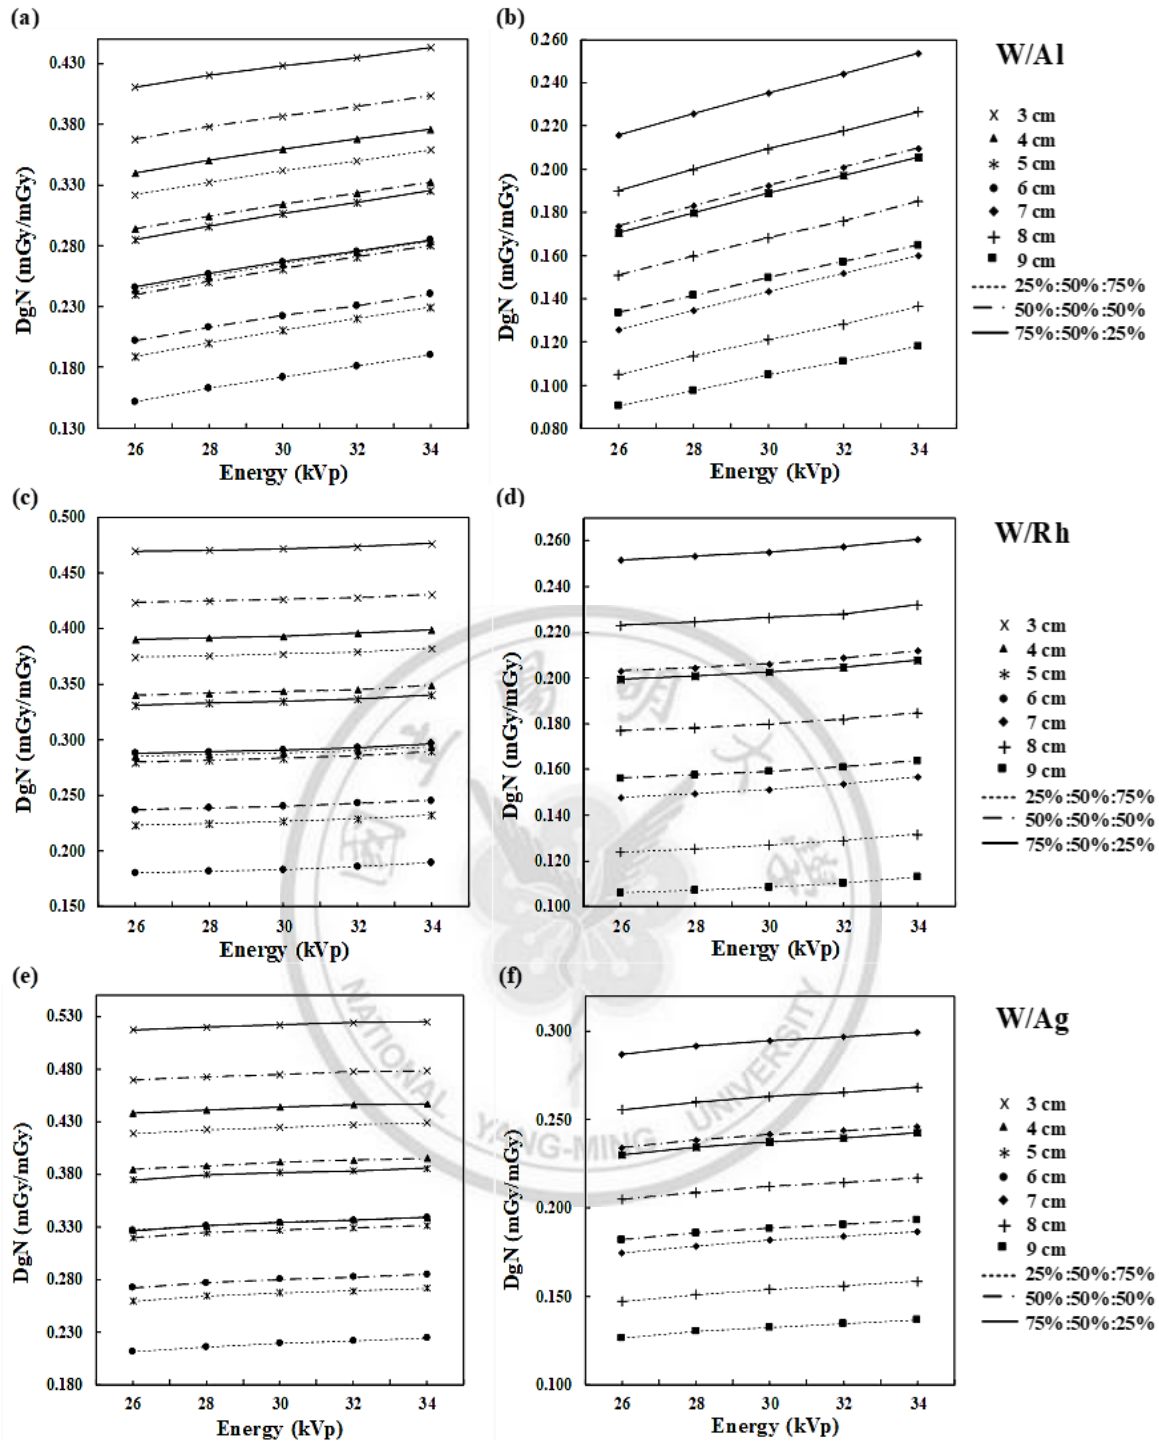 (a)
0.430
0.380
0.330
0.280
0.230
0.180
0.130
DgN (mGy/mGy)
26 28 30 32 34
Energy (kVp)
(b)
0.260
0.240
0.220
0.200
0.180
0.160
0.140
0.120
0.100
0.080
DgN (mGy/mGy)
26 28 30 32 34
Energy (kVp)
W/Al
3 cm
4 cm
5 cm
6 cm
7 cm
8 cm
9 cm
25%:50%:75%
50%:50%:50%
75%:50%:25%
(c)
0.500
0.450
0.400
0.350
0.300
0.250
0.200
0.150
DgN (mGy/mGy)
26 28 30 32 34
Energy (kVp)
(d)
0.260
0.240
0.220
0.200
0.180
0.160
0.140
0.120
0.100
DgN (mGy/mGy)
26 28 30 32 34
Energy (kVp)
W/Rh
3 cm
4 cm
5 cm
6 cm
7 cm
8 cm
9 cm
25%:50%:75%
50%:50%:50%
75%:50%:25%
(e)
0.530
0.480
0.430
0.380
0.330
0.280
0.230
0.180
DgN (mGy/mGy)
26 28 30 32 34
Energy (kVp)
(f)
0.300
0.250
0.200
0.150
0.100
DgN (mGy/mGy)
26 28 30 32 34
Energy (kVp)
W/Ag
3 cm
4 cm
5 cm
6 cm
7 cm
8 cm
9 cm
25%:50%:75%
50%:50%:50%
75%:50%:25%
陽明大
NATIONAL YANG-MING UNIVERSITY